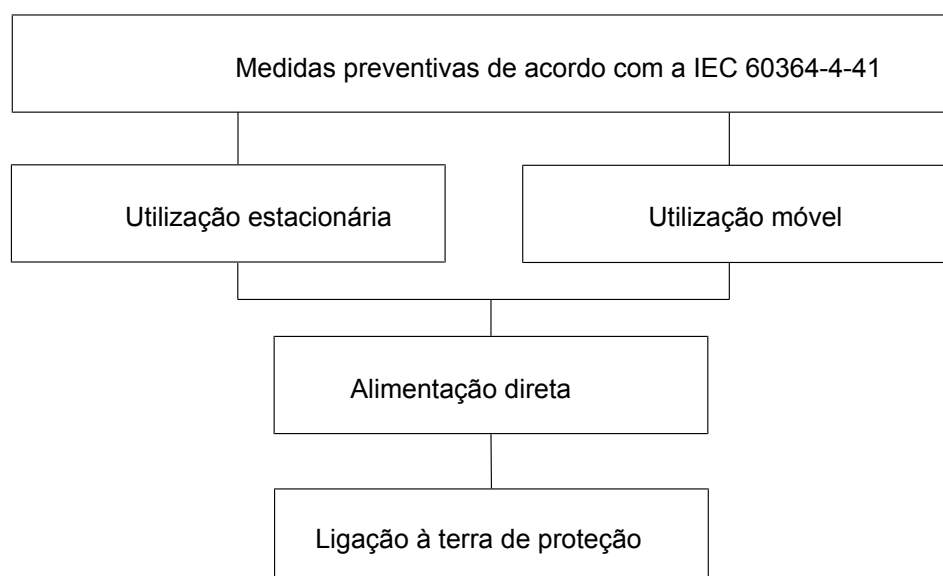 Medidas preventivas de acordo com a IEC 60364-4-41
Utilização estacionária
Utilização móvel
Alimentação direta
Ligação à terra de proteção